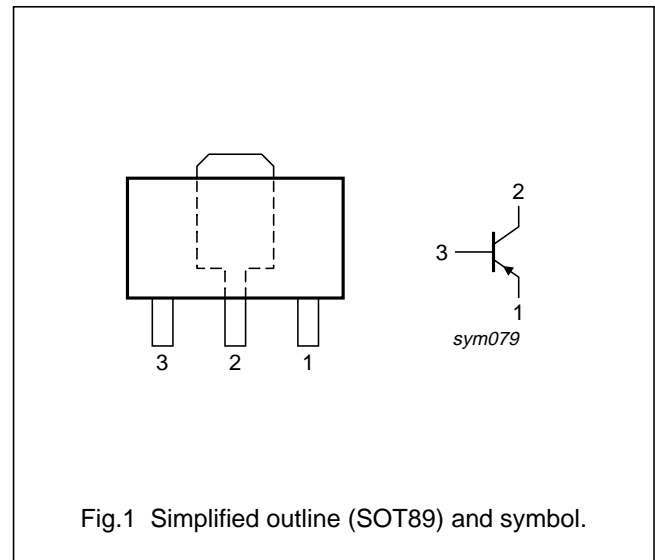 2
3
1
sym079
3 2 1
Fig.1 Simplified outline (SOT89) and symbol.